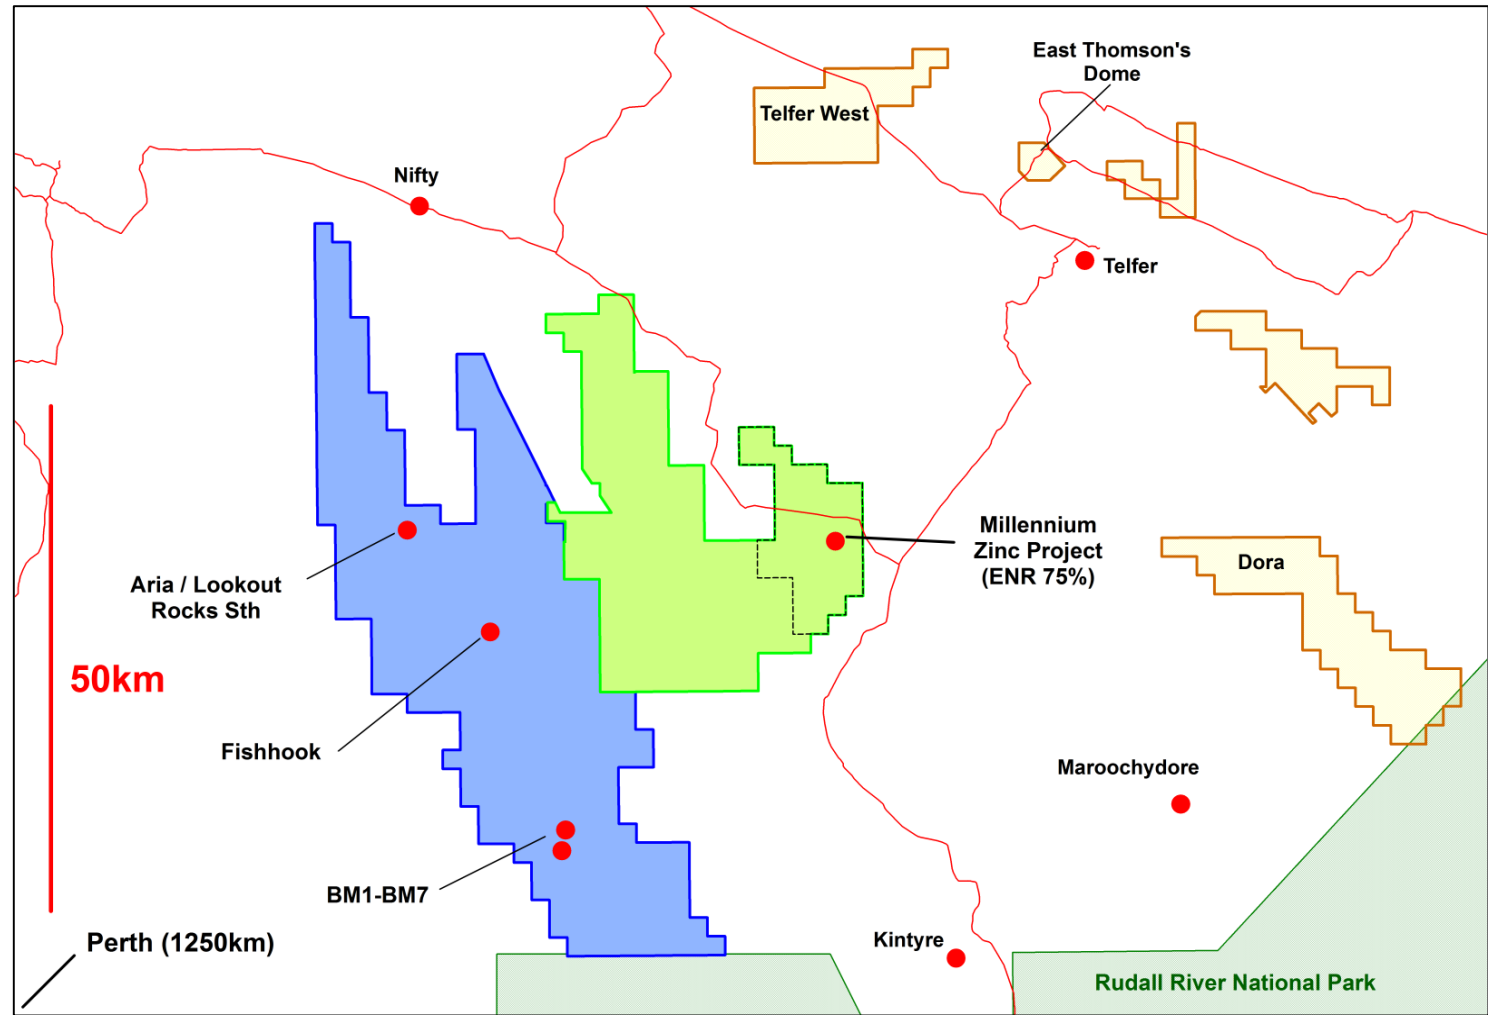 East Thomson's
Dome
Telfer West
Nifty
Telfer
Millennium
Zinc Project
(ENR 75%)
Dora
Aria / Lookout
Rocks Sth
50km
Fishhook
Maroochydore
BM1-BM7
Perth (1250km)
Kintyre
Rudall River National Park